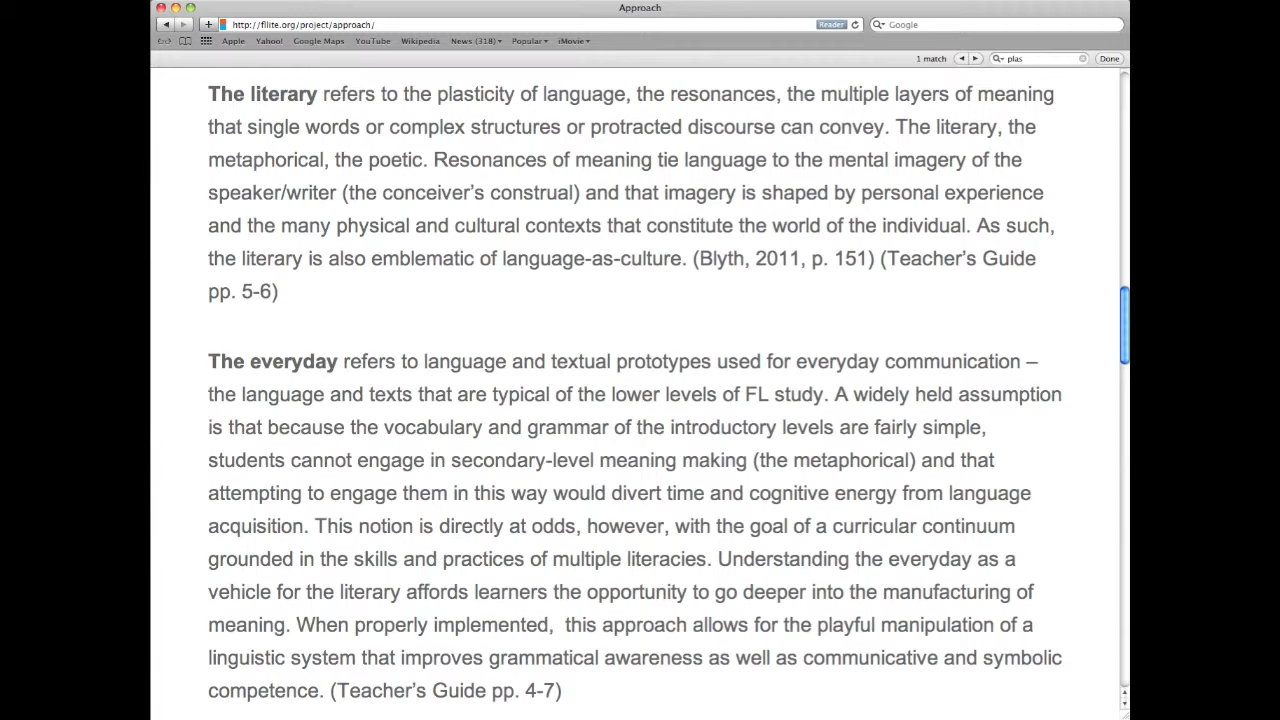 Approach
http://fllite.org/project/approach/
Reader
Google
Apple Yahoo! Google Maps YouTube Wikipedia News (318) Popular iMovie
1 match
plas
Done
The literary refers to the plasticity of language, the resonances, the multiple layers of meaning
that single words or complex structures or protracted discourse can convey. The literary, the
metaphorical, the poetic. Resonances of meaning tie language to the mental imagery of the
speaker/writer (the conceiver's construal) and that imagery is shaped by personal experience
and the many physical and cultural contexts that constitute the world of the individual. As such,
the literary is also emblematic of language-as-culture. (Blyth, 2011, p. 151) (Teacher's Guide
pp. 5-6)
The everyday refers to language and textual prototypes used for everyday communication –
the language and texts that are typical of the lower levels of FL study. A widely held assumption
is that because the vocabulary and grammar of the introductory levels are fairly simple,
students cannot engage in secondary-level meaning making (the metaphorical) and that
attempting to engage them in this way would divert time and cognitive energy from language
acquisition. This notion is directly at odds, however, with the goal of a curricular continuum
grounded in the skills and practices of multiple literacies. Understanding the everyday as a
vehicle for the literary affords learners the opportunity to go deeper into the manufacturing of
meaning. When properly implemented,  this approach allows for the playful manipulation of a
linguistic system that improves grammatical awareness as well as communicative and symbolic
competence. (Teacher's Guide pp. 4-7)